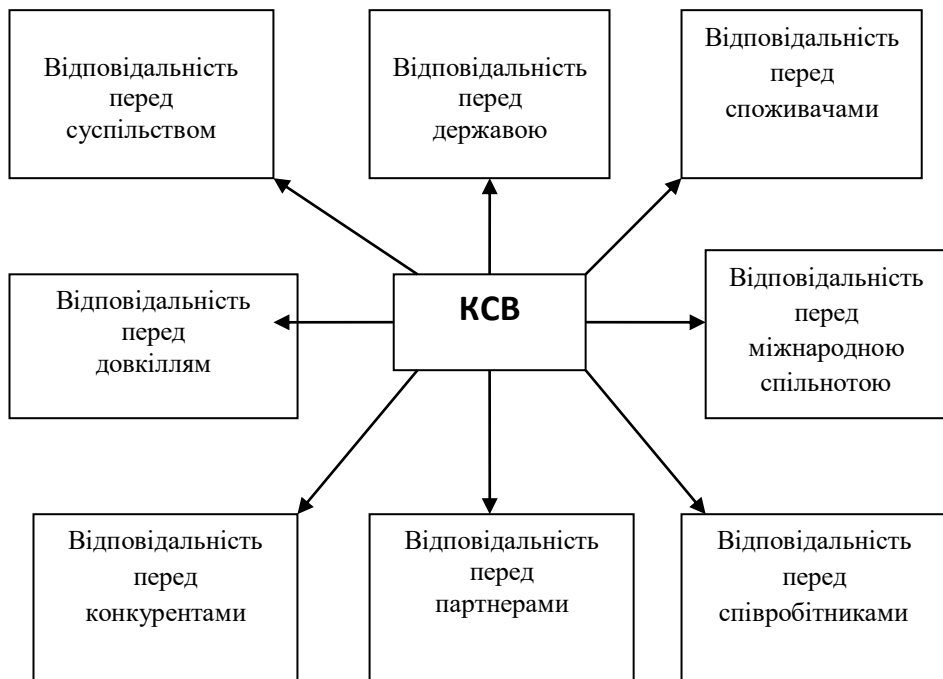 Відповідальність
перед
суспільством
Відповідальність
перед
державою
Відповідальність
перед
споживачами
Відповідальність
перед
довкіллям
КСВ
Відповідальність
перед
міжнародною
спільнотою
Відповідальність
перед
конкурентами
Відповідальність
перед
партнерами
Відповідальність
перед
співробітниками